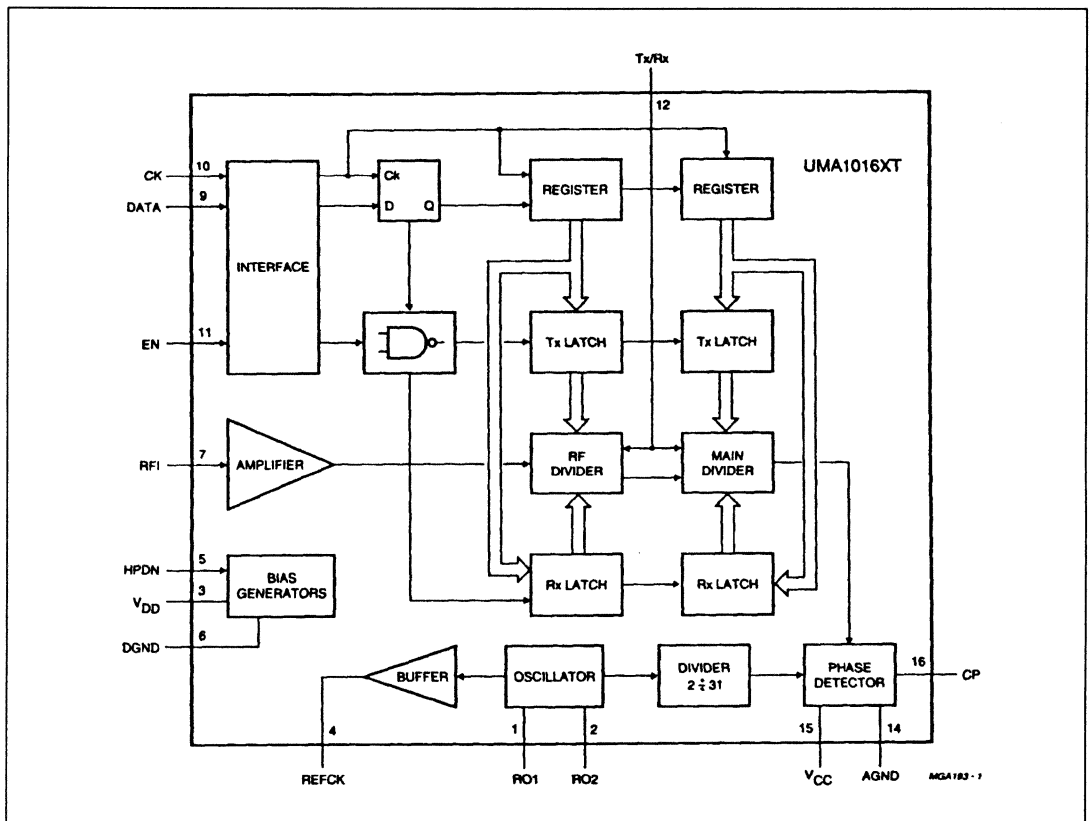 Tx/Rx
12
UMA1016XT
CK
10
DATA
9
INTERFACE
Ck
D
Q
REGISTER
REGISTER
EN
11
Tx LATCH
Tx LATCH
RFI
7
AMPLIFIER
RF
DIVIDER
MAIN
DIVIDER
HPDN
5
VDD
3
DGND
6
BIAS
GENERATORS
Rx LATCH
Rx LATCH
BUFFER
OSCILLATOR
DIVIDER
2 ÷ 31
PHASE
DETECTOR
16
CP
4
1
2
15
14
REFCK
RO1
RO2
VCC
AGND
MGA193 - 1